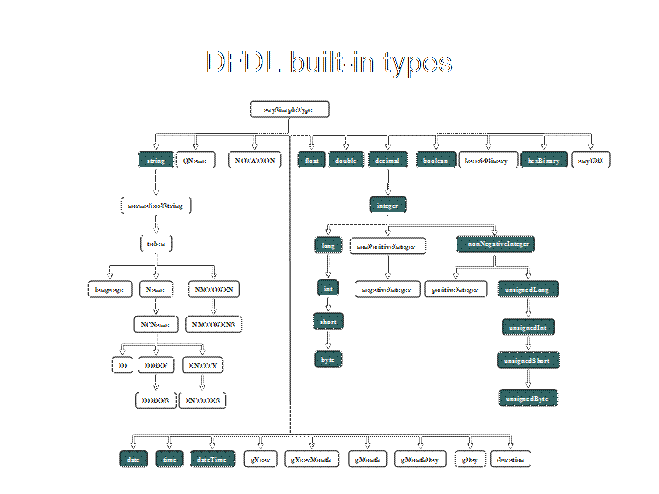 DFDL built-in types
anySimpleType
string QName NOTATION float double decimal boolean base64Binary hexBinary anyURI
normalizedString integer
token long nonPositiveInteger nonNegativeInteger
language Name NMTOKEN int negativeInteger positiveInteger unsignedLong
NCName NMTOKENS short unsignedInt
ID IDREF ENTITY byte unsignedShort
IDREFS unsignedByte
date time dateTime gYear gYearMonth gMonth gMonthDay gDay duration